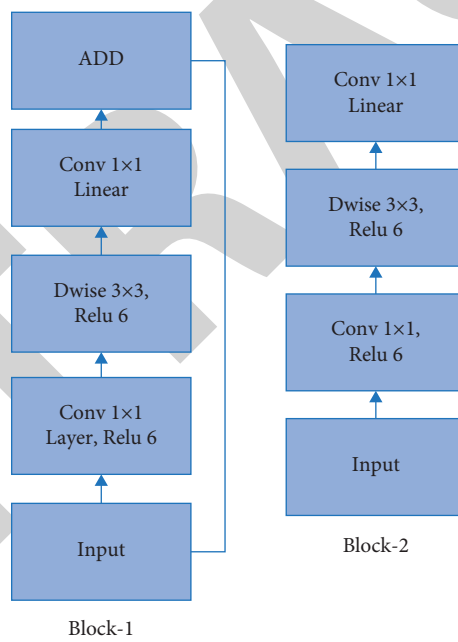 ADD
Conv 1×1
Linear
Dwise 3×3,
Relu 6
Conv 1×1
Layer, Relu 6
Input
Block-1
Conv 1×1
Linear
Dwise 3×3,
Relu 6
Conv 1×1,
Relu 6
Input
Block-2